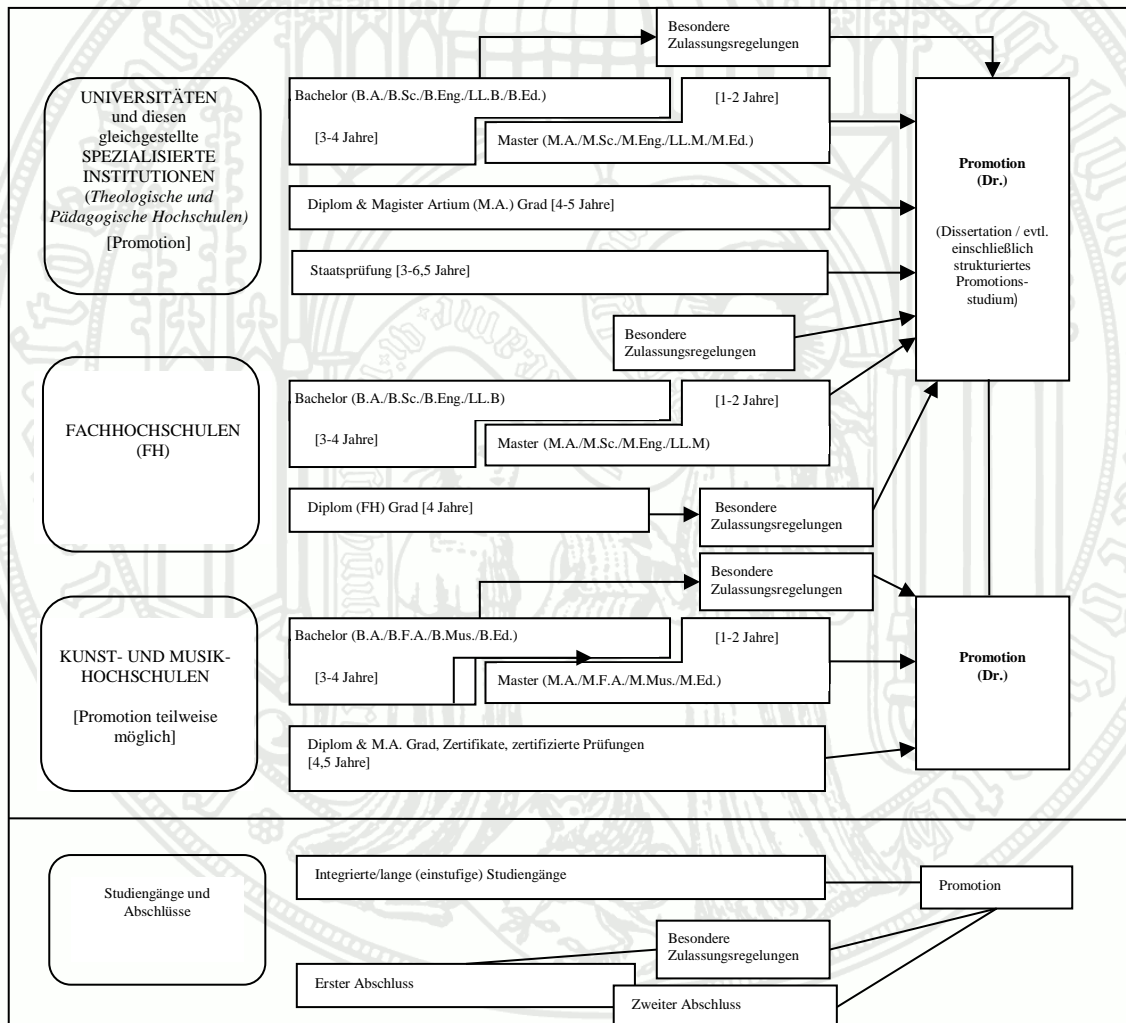 Besondere
Zulassungsregelungen
UNIVERSITÄTEN
und diesen
gleichgestellte
SPEZIALISIERTE
INSTITUTIONEN
(Theologische und
Pädagogische Hochschulen)
[Promotion]
Bachelor (B.A./B.Sc./B.Eng./LL.B./B.Ed.)
[3-4 Jahre]
[1-2 Jahre]
Master (M.A./M.Sc./M.Eng./LL.M./M.Ed.)
Diplom & Magister Artium (M.A.) Grad [4-5 Jahre]
Staatsprüfung [3-6,5 Jahre]
Promotion
(Dr.)
(Dissertation / evtl.
einschließlich
strukturiertes
Promotions-
studium)
Besondere
Zulassungsregelungen
FACHHOCHSCHULEN
(FH)
Bachelor (B.A./B.Sc./B.Eng./LL.B)
[3-4 Jahre]
[1-2 Jahre]
Master (M.A./M.Sc./M.Eng./LL.M)
Diplom (FH) Grad [4 Jahre]
Besondere
Zulassungsregelungen
Besondere
Zulassungsregelungen
KUNST- UND MUSIK-
HOCHSCHULEN
[Promotion teilweise
möglich]
Bachelor (B.A./B.F.A./B.Mus./B.Ed.)
[3-4 Jahre]
[1-2 Jahre]
Master (M.A./M.F.A./M.Mus./M.Ed.)
Diplom & M.A. Grad, Zertifikate, zertifizierte Prüfungen
[4,5 Jahre]
Promotion
(Dr.)
Studiengänge und
Abschlüsse
Integrierte/lange (einstufige) Studiengänge
Promotion
Besondere
Zulassungsregelungen
Erster Abschluss
Zweiter Abschluss